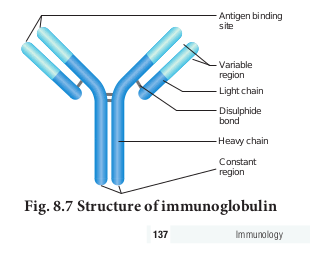 Antigen binding
site
Variable
region
Light chain
Disulphide
bond
Heavy chain
Constant
region
Fig. 8.7 Structure of immunoglobulin
137 Immunology